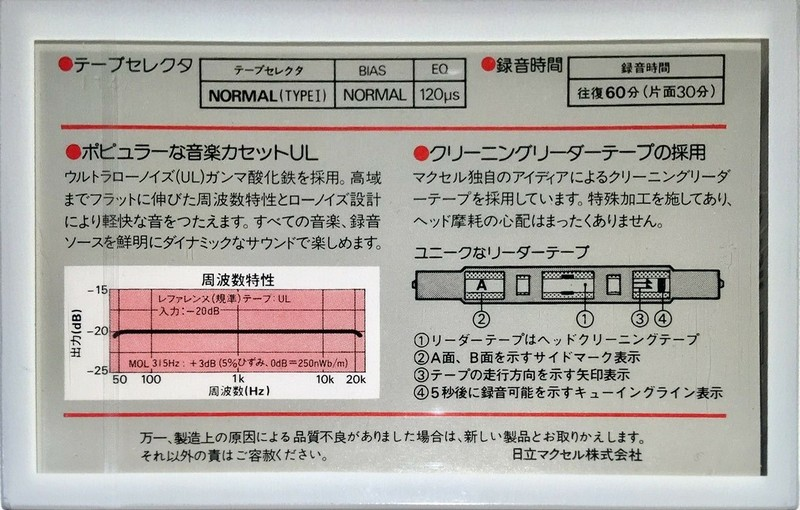 ●テープセレクタ
テープセレクタ BIAS EQ
NORMAL(TYPEI) NORMAL 120μs
●録音時間
録音時間
往復60分(片面30分)
●ポピュラーな音楽カセットUL
ウルトラローノイズ(UL)ガンマ酸化鉄を採用。高域
までフラットに伸びた周波数特性とローノイズ設計
により軽快な音をつたえます。すべての音楽、録音
ソースを鮮明にダイナミックなサウンドで楽しめます。
周波数特性
レファレンス(規準)テープ:UL
入力:−20dB
−15
−20
−25
出力(dB)
MOL 315Hz:+3dB(5%ひずみ、0dB=250nWb/m)
50 100 1k 10k 20k
周波数(Hz)
●クリーニングリーダーテープの採用
マクセル独自のアイディアによるクリーニングリーダ
ーテープを採用しています。特殊加工を施してあり、
ヘッド摩耗の心配はまったくありません。
ユニークなリーダーテープ
A
② ① ③ ④
①リーダーテープはヘッドクリーニングテープ
②A面、B面を示すサイドマーク表示
③テープの走行方向を示す矢印表示
④5秒後に録音可能を示すキューイングライン表示
万一、製造上の原因による品質不良がありました場合は、新しい製品とお取りかえします。
それ以外の責はご容赦ください。
日立マクセル株式会社